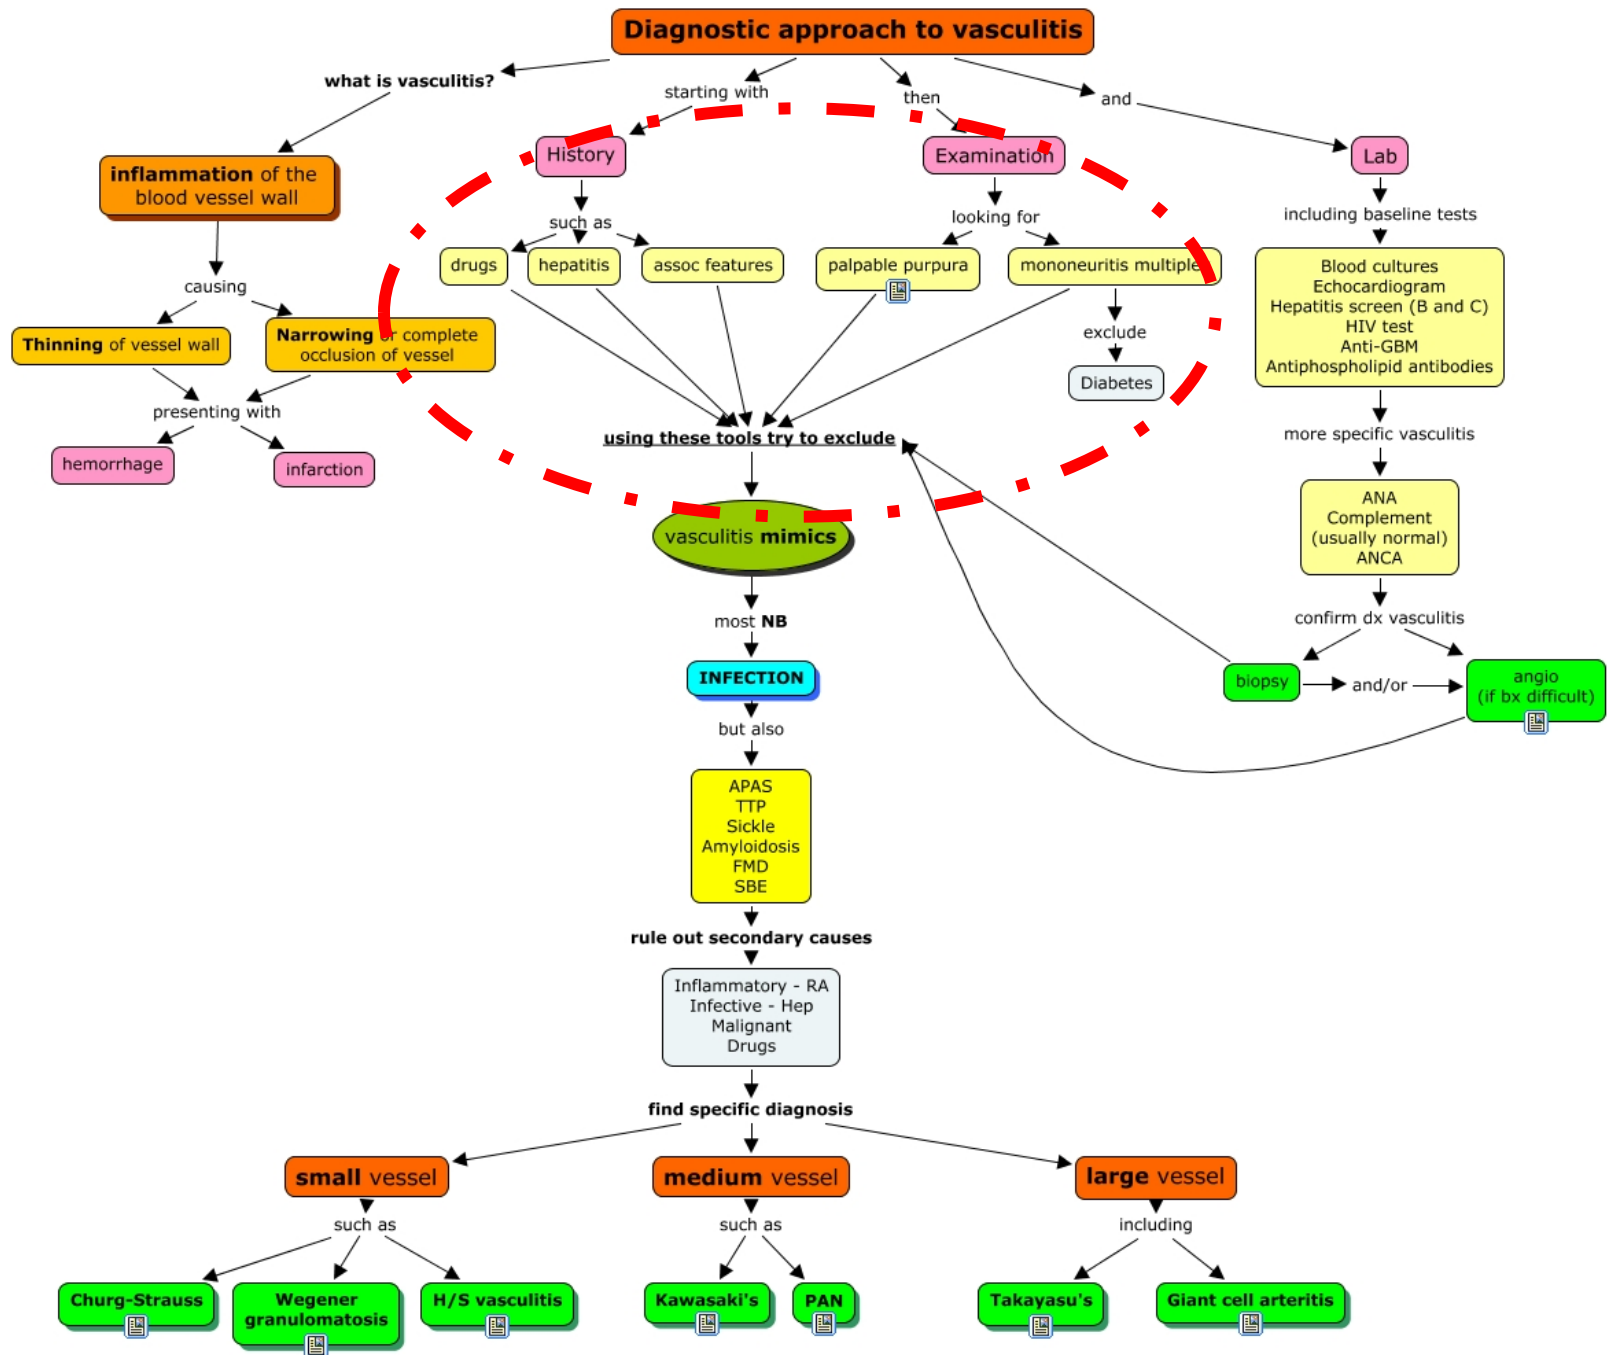 Diagnostic approach to vasculitis
what is vasculitis?
starting with
then
and
inflammation of the
blood vessel wall
History
Examination
Lab
such as
looking for
including baseline tests
drugs
hepatitis
assoc features
palpable purpura
mononeuritis multiplex
Blood cultures
Echocardiogram
Hepatitis screen (B and C)
HIV test
Anti-GBM
Antiphospholipid antibodies
causing
Thinning of vessel wall
Narrowing or complete
occlusion of vessel
exclude
Diabetes
presenting with
hemorrhage
infarction
using these tools try to exclude
more specific vasculitis
ANA
Complement
(usually normal)
ANCA
vasculitis mimics
confirm dx vasculitis
biopsy
and/or
angio
(if bx difficult)
most NB
INFECTION
but also
APAS
TTP
Sickle
Amyloidosis
FMD
SBE
rule out secondary causes
Inflammatory - RA
Infective - Hep
Malignant
Drugs
find specific diagnosis
small vessel
medium vessel
large vessel
such as
such as
including
Churg-Strauss
Wegener
granulomatosis
H/S vasculitis
Kawasaki's
PAN
Takayasu's
Giant cell arteritis